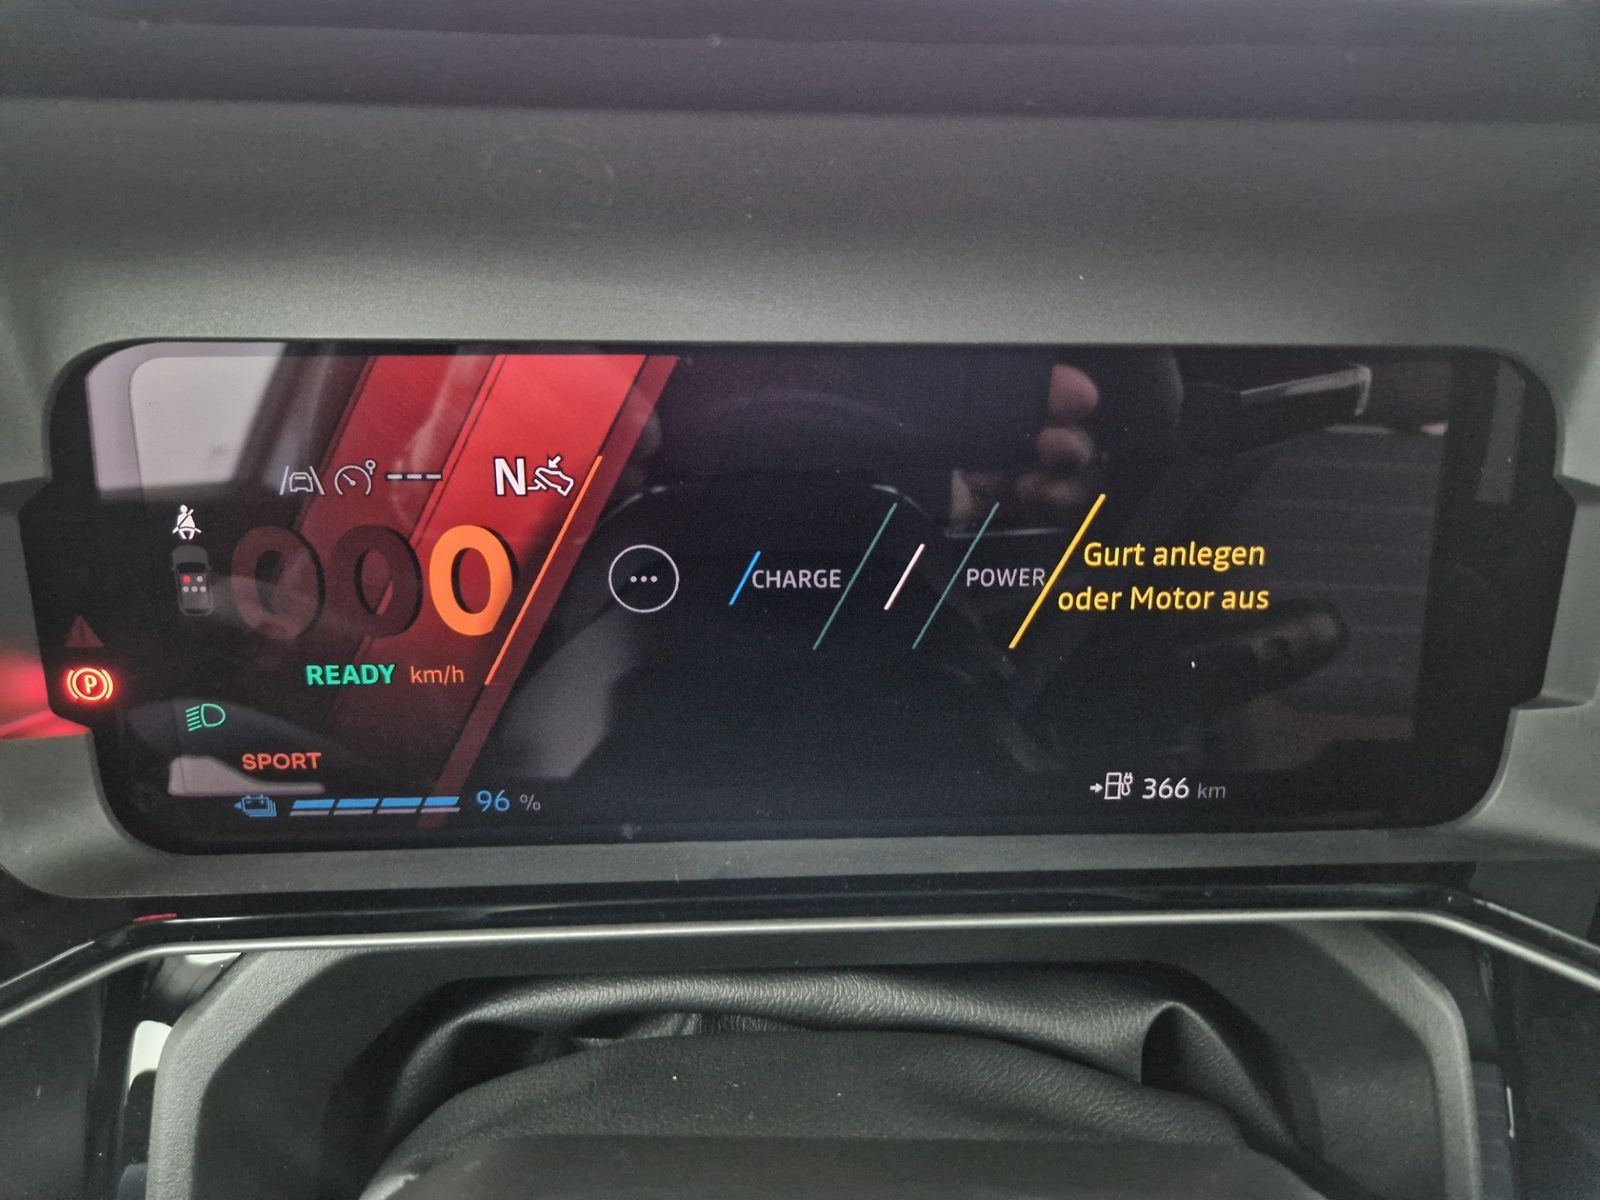 --- N
000
READY km/h
SPORT
96 %
CHARGE
POWER
Gurt anlegen
oder Motor aus
366 km
P